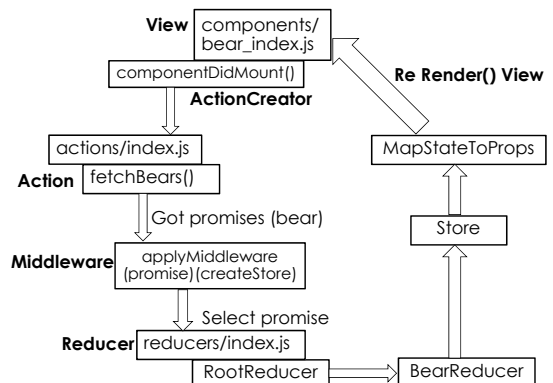 View
components/
bear_index.js
componentDidMount()
Re Render() View
ActionCreator
actions/index.js
MapStateToProps
Action
fetchBears()
Got promises (bear)
Store
Middleware
applyMiddleware
(promise)(createStore)
Select promise
Reducer
reducers/index.js
RootReducer
BearReducer